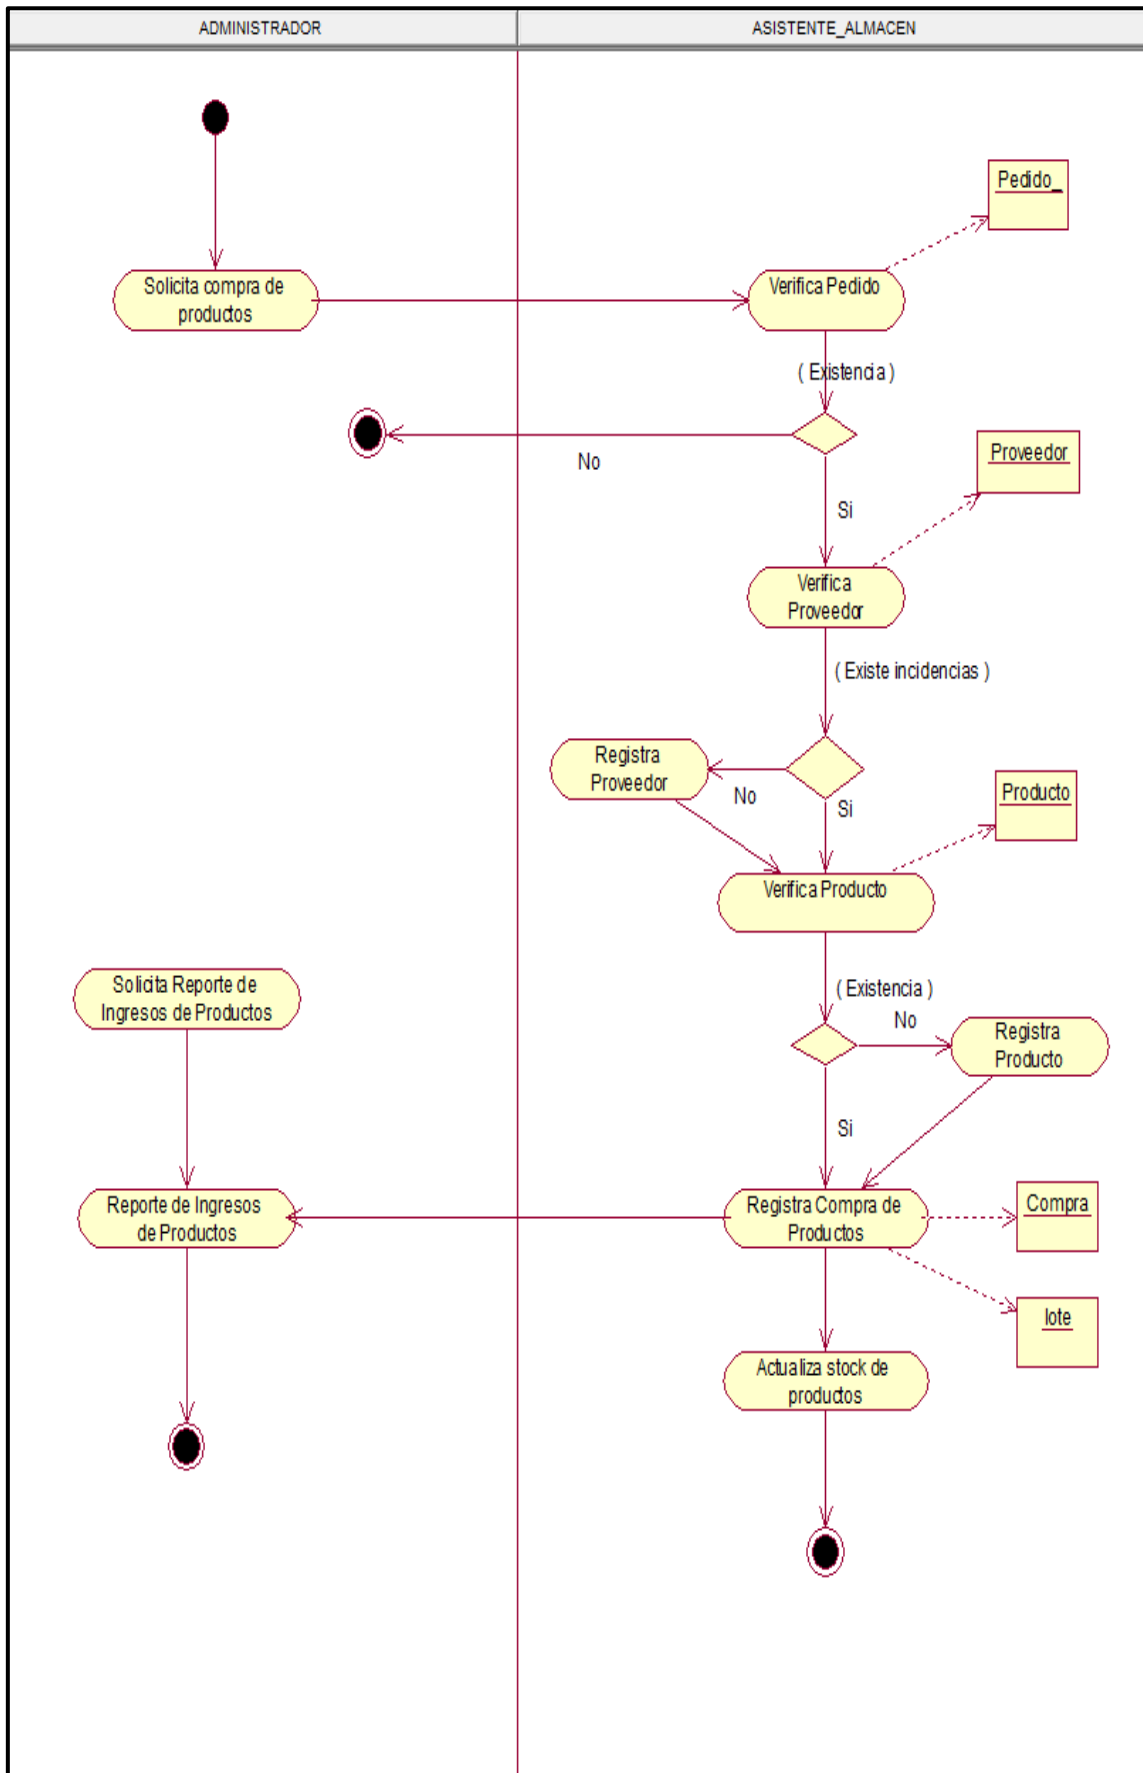 ADMINISTRADOR
ASISTENTE_ALMACEN
Pedido_
Solicita compra de
productos
Verifica Pedido
( Existencia )
No
Proveedor
Si
Verifica
Proveedor
( Existe incidencias )
Registra
Proveedor
No
Si
Producto
Verifica Producto
Solicita Reporte de
Ingresos de Productos
( Existencia )
No
Registra
Producto
Si
Reporte de Ingresos
de Productos
Registra Compra de
Productos
Compra
lote
Actualiza stock de
productos